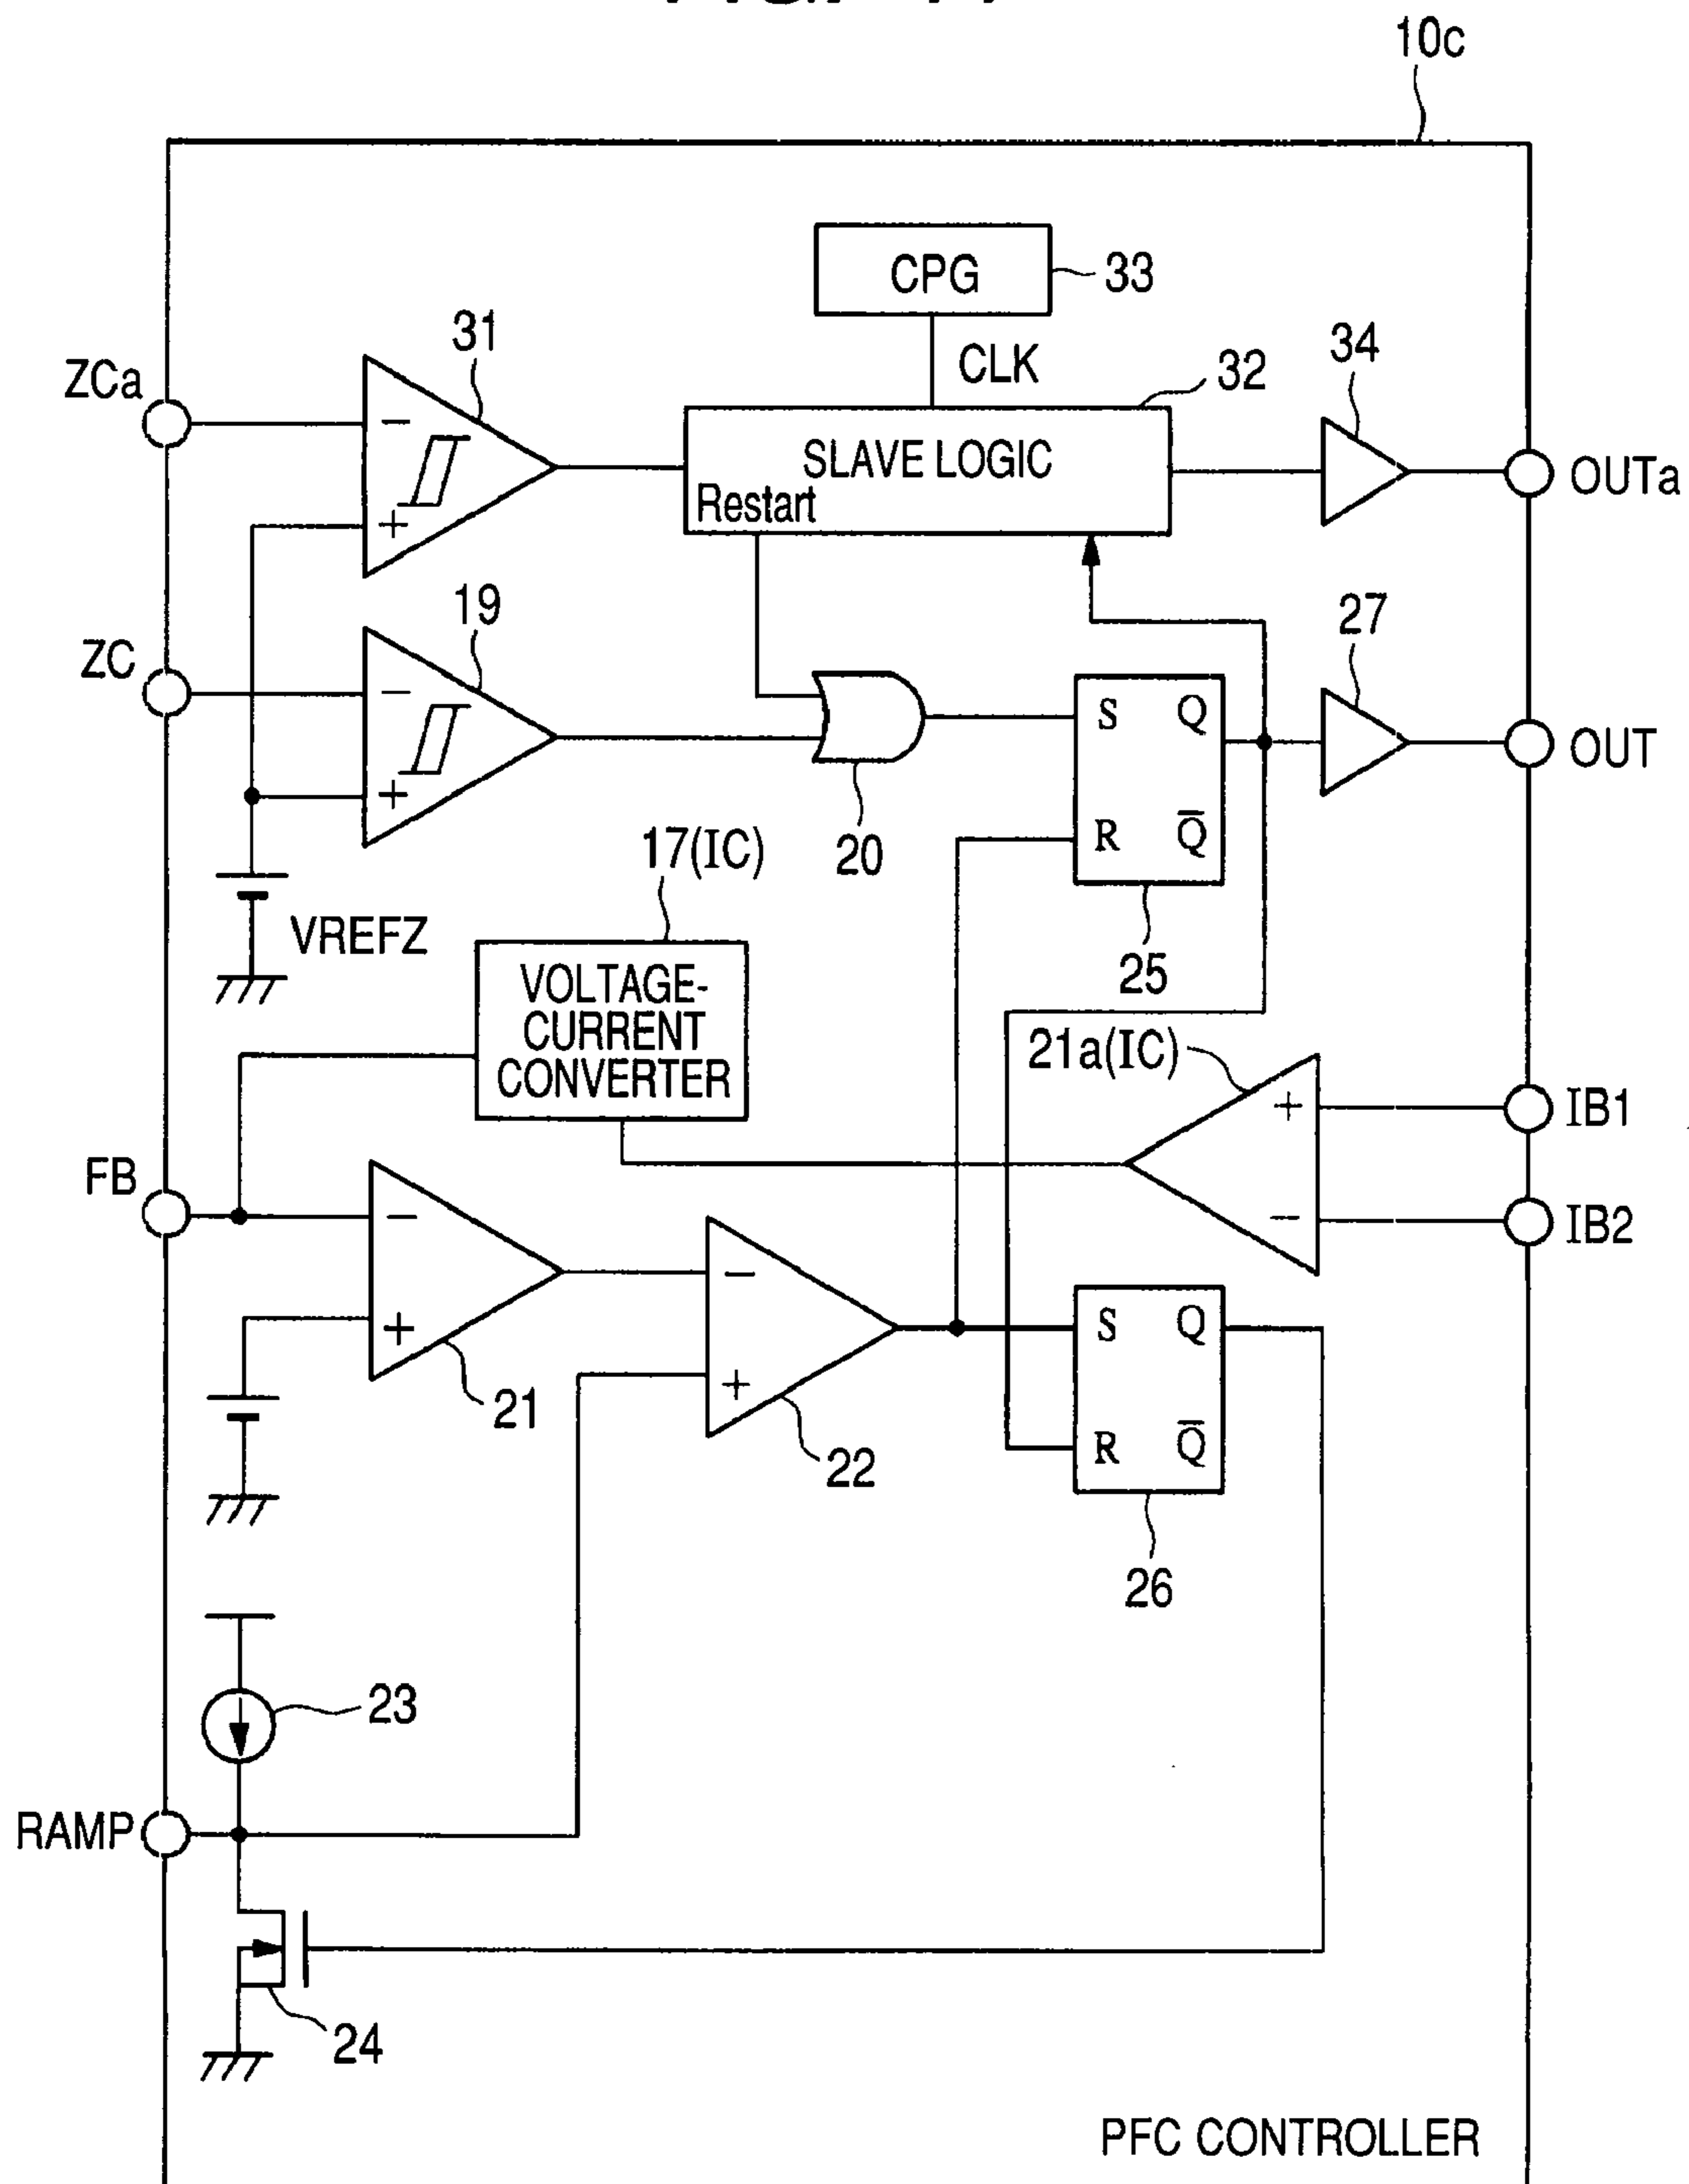 10c
CPG
33
CLK
31
ZCa
−
+
SLAVE LOGIC
Restart
32
34
OUTa
19
ZC
−
+
20
S Q
R Q̅
25
27
OUT
VREFZ
17(IC)
VOLTAGE-
CURRENT
CONVERTER
21a(IC)
+
−
IB1
IB2
FB
−
+
21
−
+
22
S Q
R Q̅
26
23
RAMP
24
PFC CONTROLLER